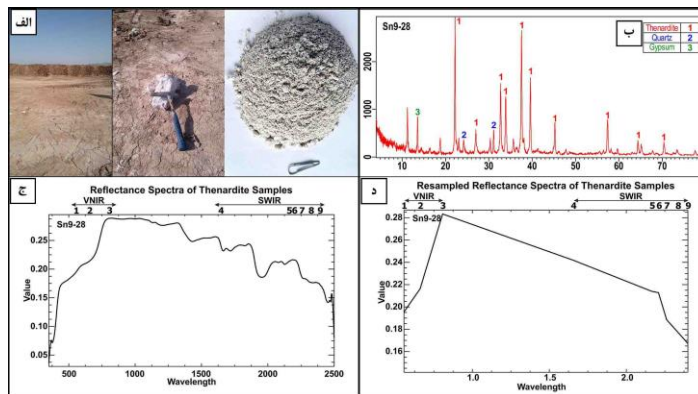 الف
Sn9-28
Thenardite 1
Quartz 2
Gypsum 3
ب
1 1 1 1 1 1 1 1 1 1
2 2
3
2000
1000
0
10 20 30 40 50 60 70
ج
Reflectance Spectra of Thenardite Samples
VNIR SWIR
1 2 3 4 5 6 7 8 9
Sn9-28
0.25
0.20
0.15
0.10
0.05
Value
500 1000 1500 2000 2500
Wavelength
د
Resampled Reflectance Spectra of Thenardite Samples
VNIR SWIR
1 2 3 4 5 6 7 8 9
Sn9-28
0.28
0.26
0.24
0.22
0.20
0.18
0.16
Value
1.0 1.5 2.0
Wavelength